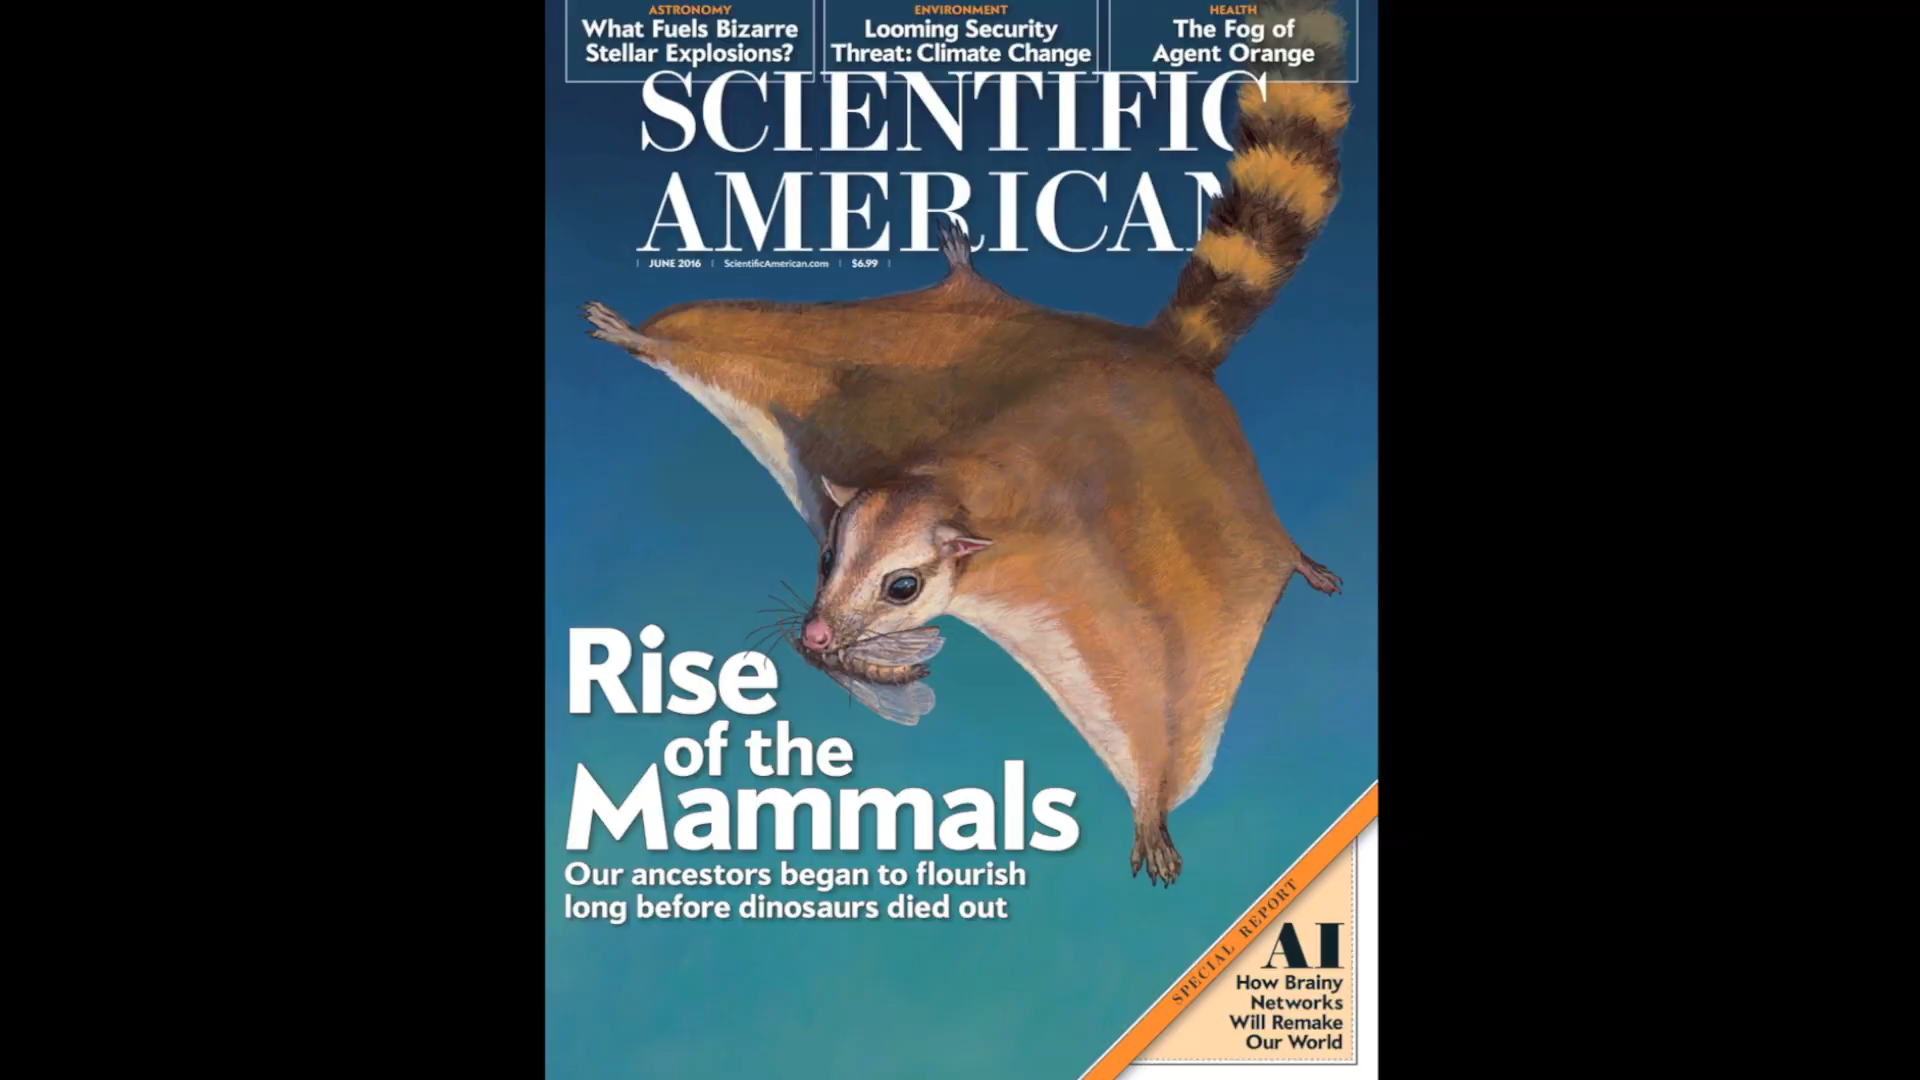 ASTRONOMY
What Fuels Bizarre
Stellar Explosions?
ENVIRONMENT
Looming Security
Threat: Climate Change
HEALTH
The Fog of
Agent Orange
SCIENTIFIC
AMERICAN
JUNE 2016 | ScientificAmerican.com | $6.99
Rise
of the
Mammals
Our ancestors began to flourish
long before dinosaurs died out
SPECIAL REPORT
AI
How Brainy
Networks
Will Remake
Our World